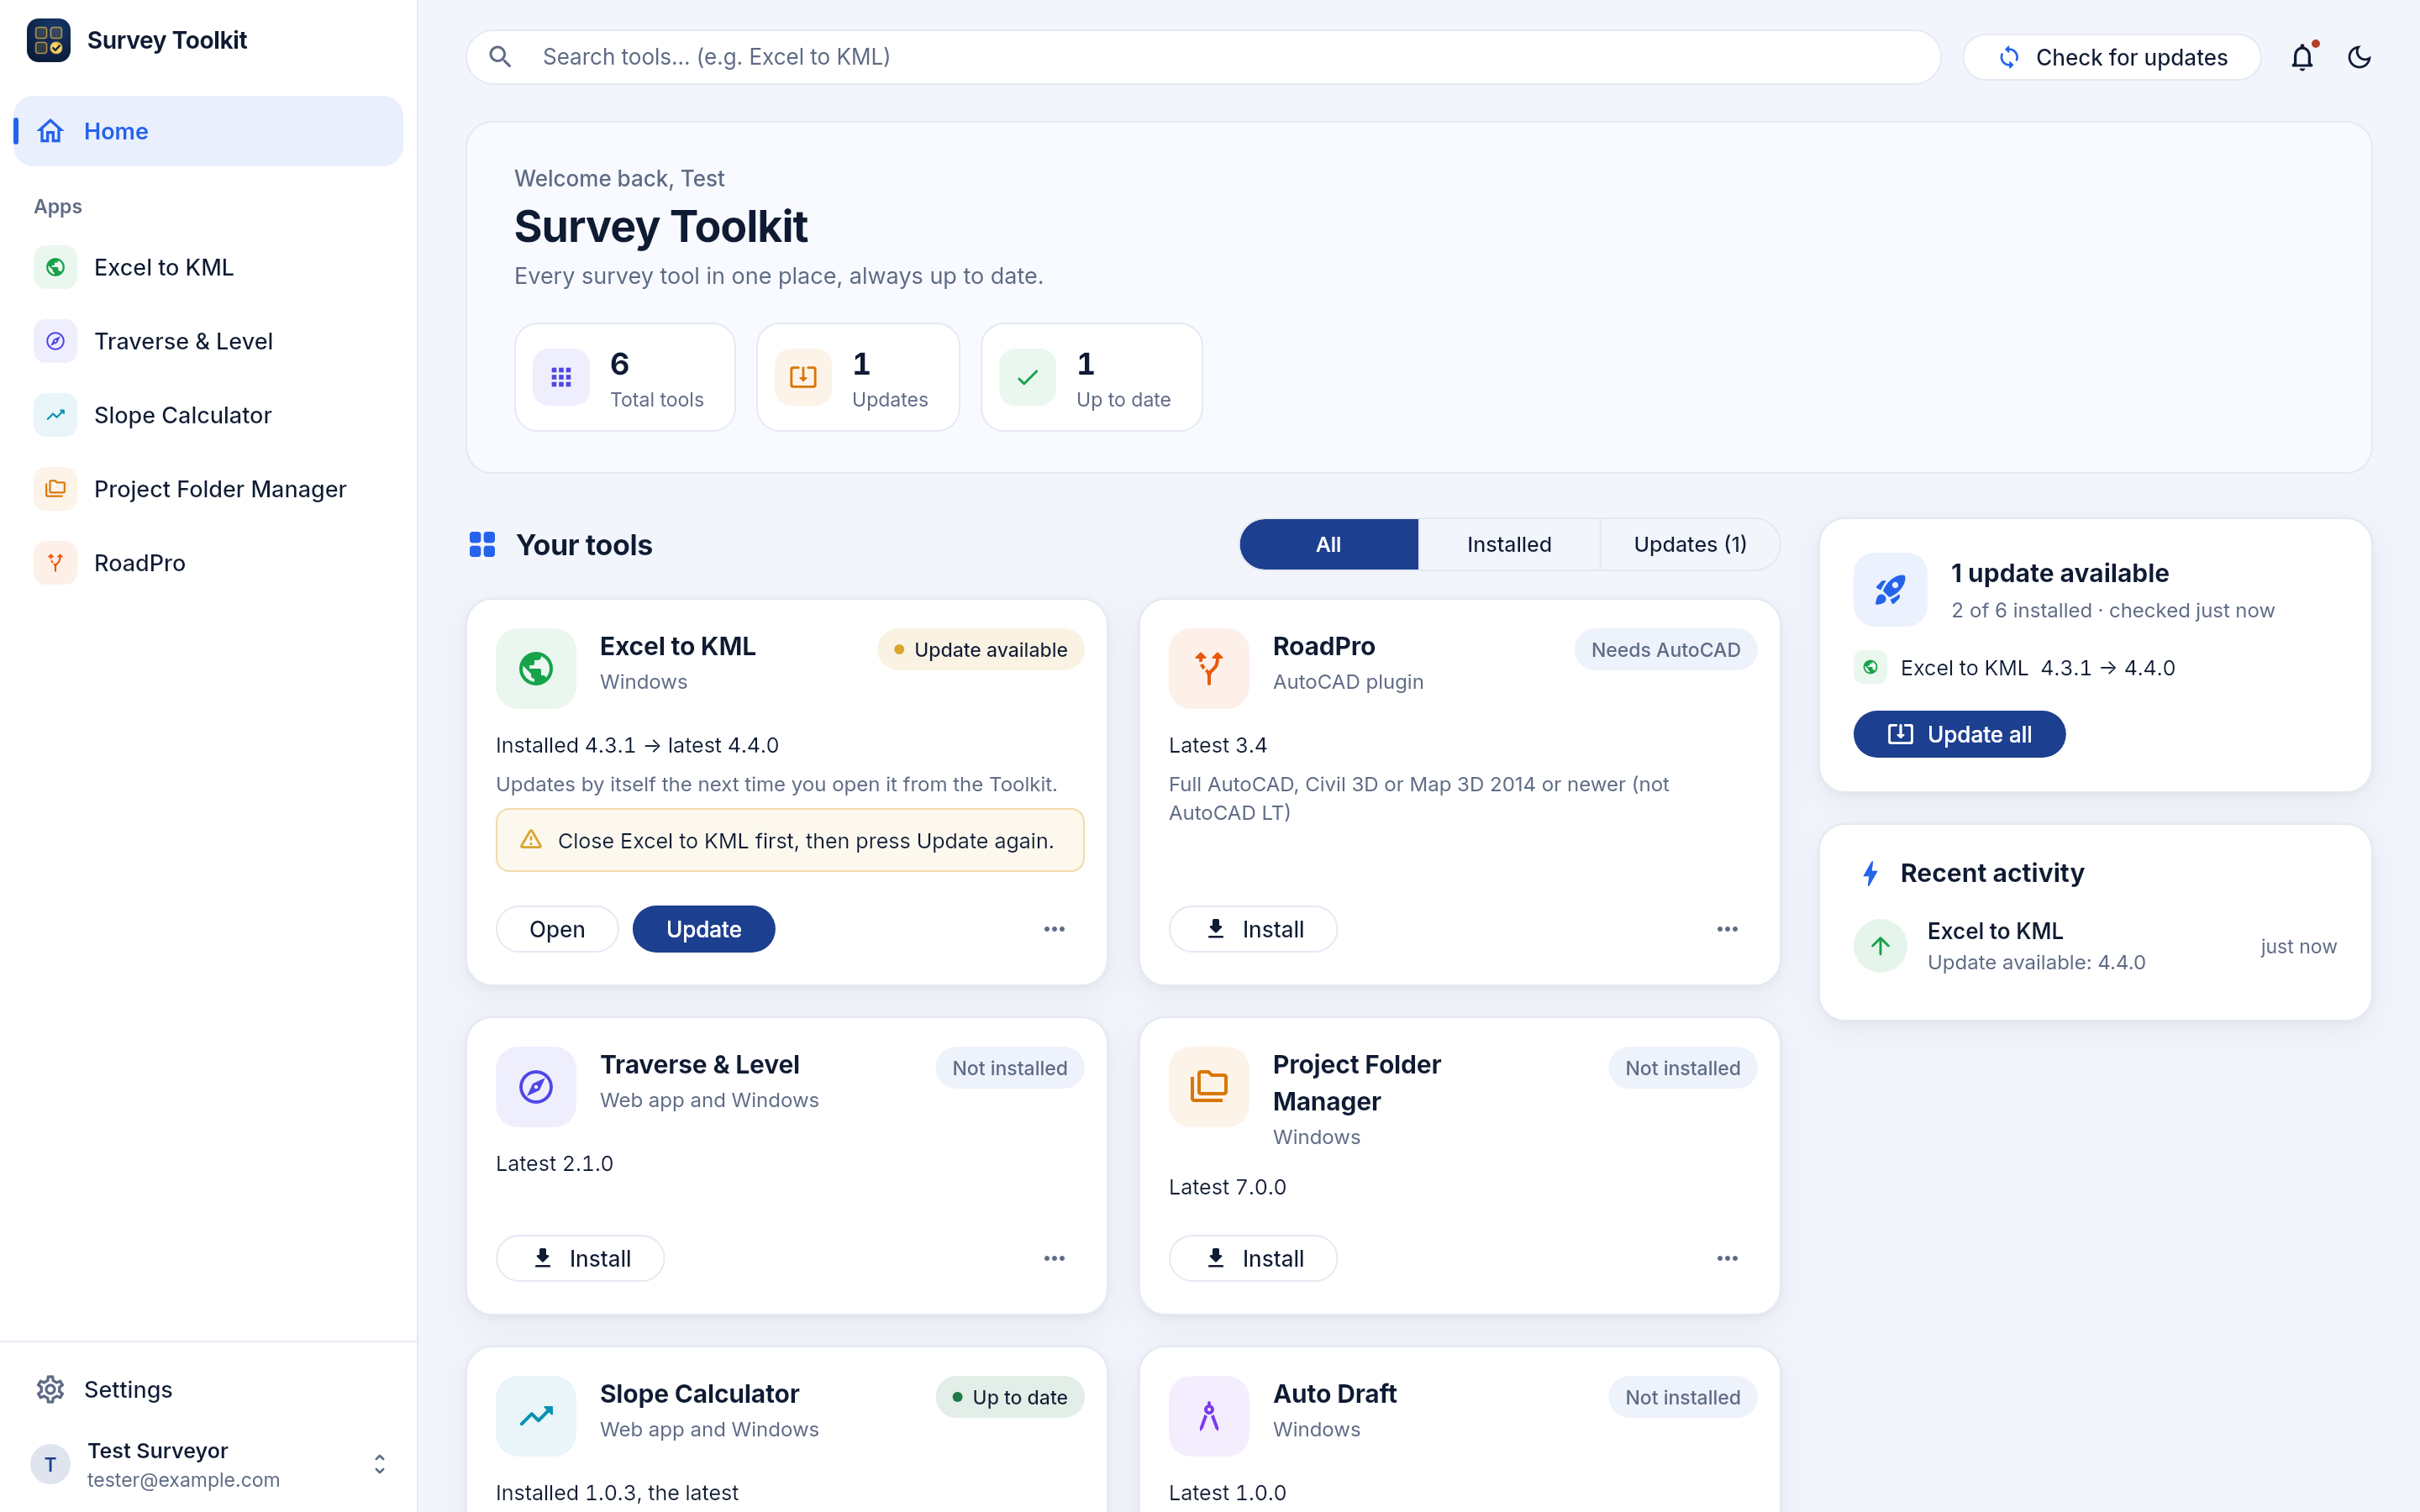 Survey Toolkit
Home
Apps
Excel to KML
Traverse & Level
Slope Calculator
Project Folder Manager
RoadPro
Settings
T
Test Surveyor
tester@example.com
Search tools... (e.g. Excel to KML)
Check for updates
Welcome back, Test
Survey Toolkit
Every survey tool in one place, always up to date.
6
Total tools
1
Updates
1
Up to date
Your tools
All
Installed
Updates (1)
Excel to KML
Update available
Windows
Installed 4.3.1 → latest 4.4.0
Updates by itself the next time you open it from the Toolkit.
Close Excel to KML first, then press Update again.
Open
Update
RoadPro
Needs AutoCAD
AutoCAD plugin
Latest 3.4
Full AutoCAD, Civil 3D or Map 3D 2014 or newer (not
AutoCAD LT)
Install
Traverse & Level
Not installed
Web app and Windows
Latest 2.1.0
Install
Project Folder
Manager
Not installed
Windows
Latest 7.0.0
Install
Slope Calculator
Up to date
Web app and Windows
Installed 1.0.3, the latest
Auto Draft
Not installed
Windows
Latest 1.0.0
1 update available
2 of 6 installed · checked just now
Excel to KML 4.3.1 → 4.4.0
Update all
Recent activity
Excel to KML
Update available: 4.4.0
just now